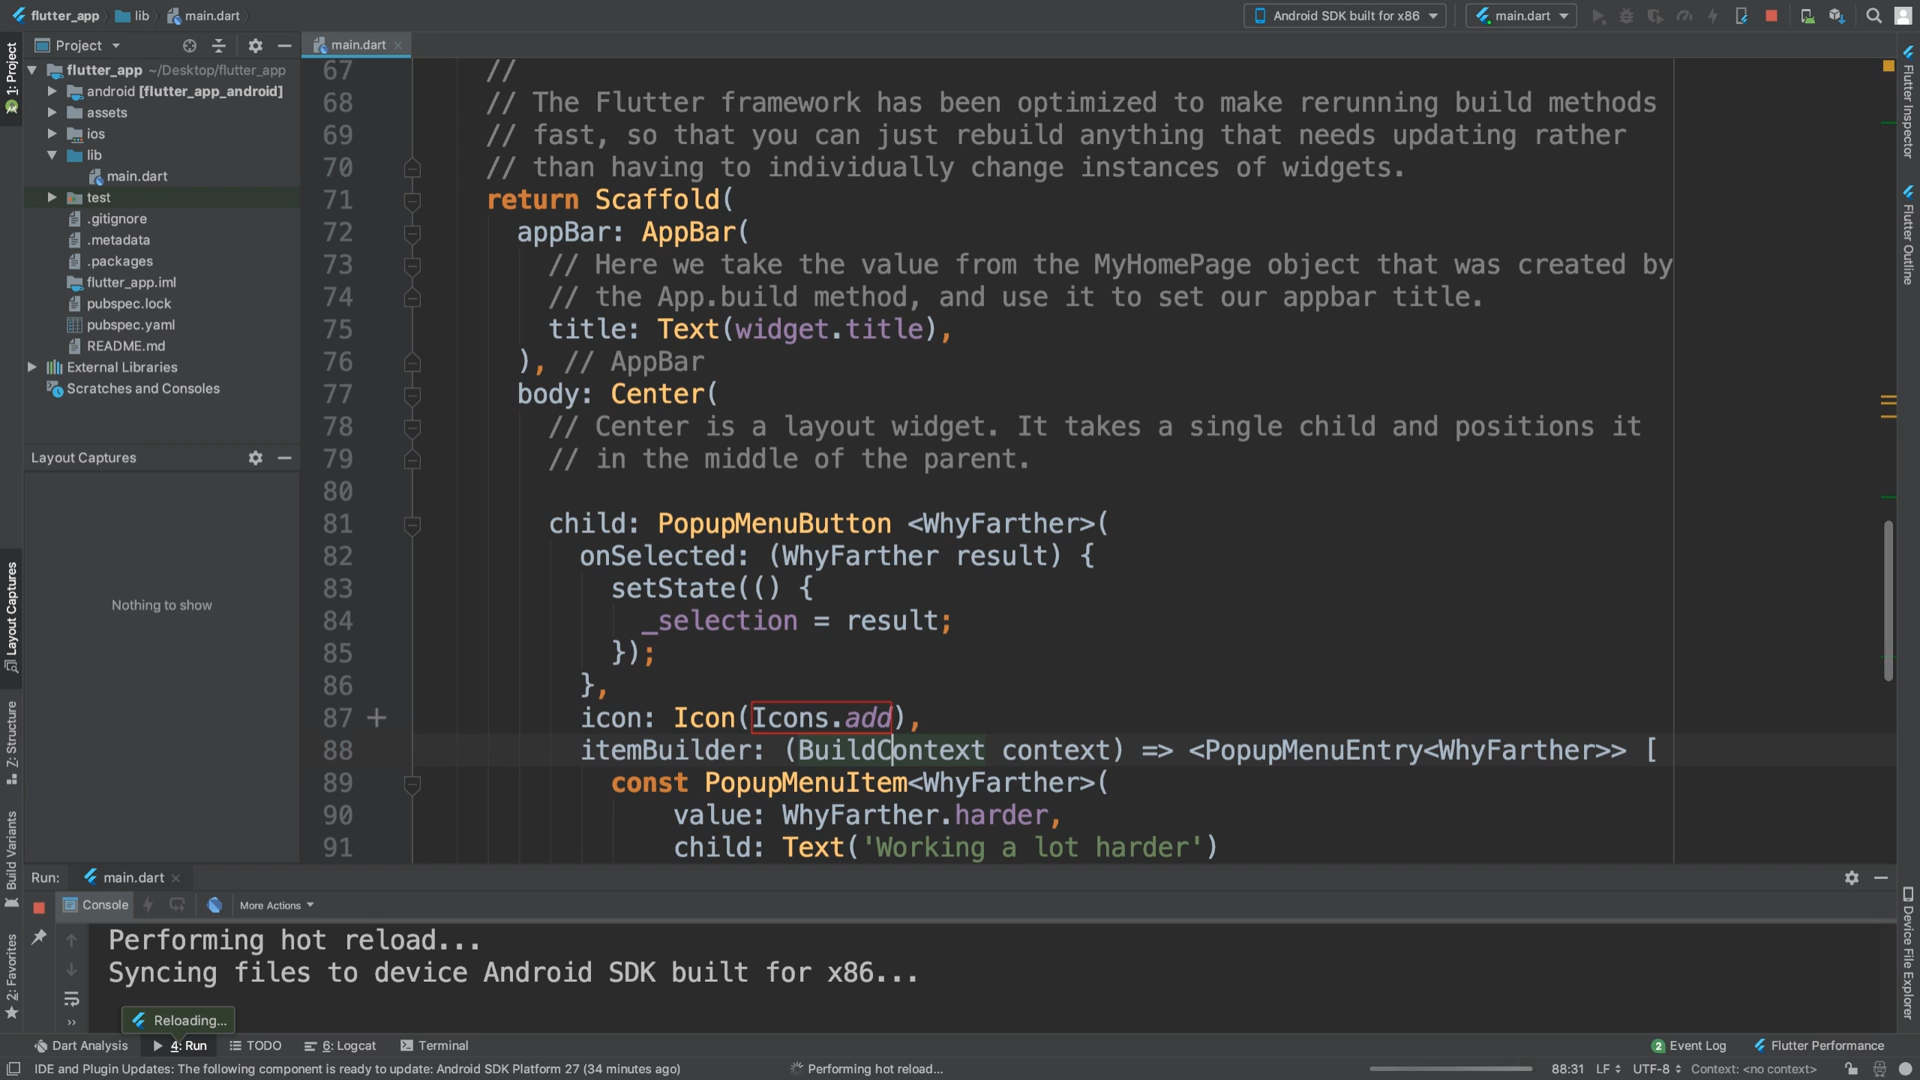 flutter_app
lib
main.dart
Android SDK built for x86
main.dart
1: Project
Project
main.dart
flutter_app ~/Desktop/flutter_app
android [flutter_app_android]
assets
ios
lib
main.dart
test
.gitignore
.metadata
.packages
flutter_app.iml
pubspec.lock
pubspec.yaml
README.md
External Libraries
Scratches and Consoles
Layout Captures
Nothing to show
Layout Captures
Z: Structure
Build Variants
2: Favorites
67 //
68 // The Flutter framework has been optimized to make rerunning build methods
69 // fast, so that you can just rebuild anything that needs updating rather
70 // than having to individually change instances of widgets.
71 return Scaffold(
72 appBar: AppBar(
73 // Here we take the value from the MyHomePage object that was created by
74 // the App.build method, and use it to set our appbar title.
75 title: Text(widget.title),
76 ), // AppBar
77 body: Center(
78 // Center is a layout widget. It takes a single child and positions it
79 // in the middle of the parent.
80
81 child: PopupMenuButton <WhyFarther>(
82 onSelected: (WhyFarther result) {
83 setState(() {
84 _selection = result;
85 });
86 },
87 icon: Icon(Icons.add),
88 itemBuilder: (BuildContext context) => <PopupMenuEntry<WhyFarther>> [
89 const PopupMenuItem<WhyFarther>(
90 value: WhyFarther.harder,
91 child: Text('Working a lot harder')
Flutter Inspector
Flutter Outline
Device File Explorer
Run: main.dart
Console
More Actions
Performing hot reload...
Syncing files to device Android SDK built for x86...
Reloading...
Dart Analysis
4: Run
TODO
6: Logcat
Terminal
2 Event Log
Flutter Performance
IDE and Plugin Updates: The following component is ready to update: Android SDK Platform 27 (34 minutes ago)
Performing hot reload...
88:31
LF
UTF-8
Context: <no context>